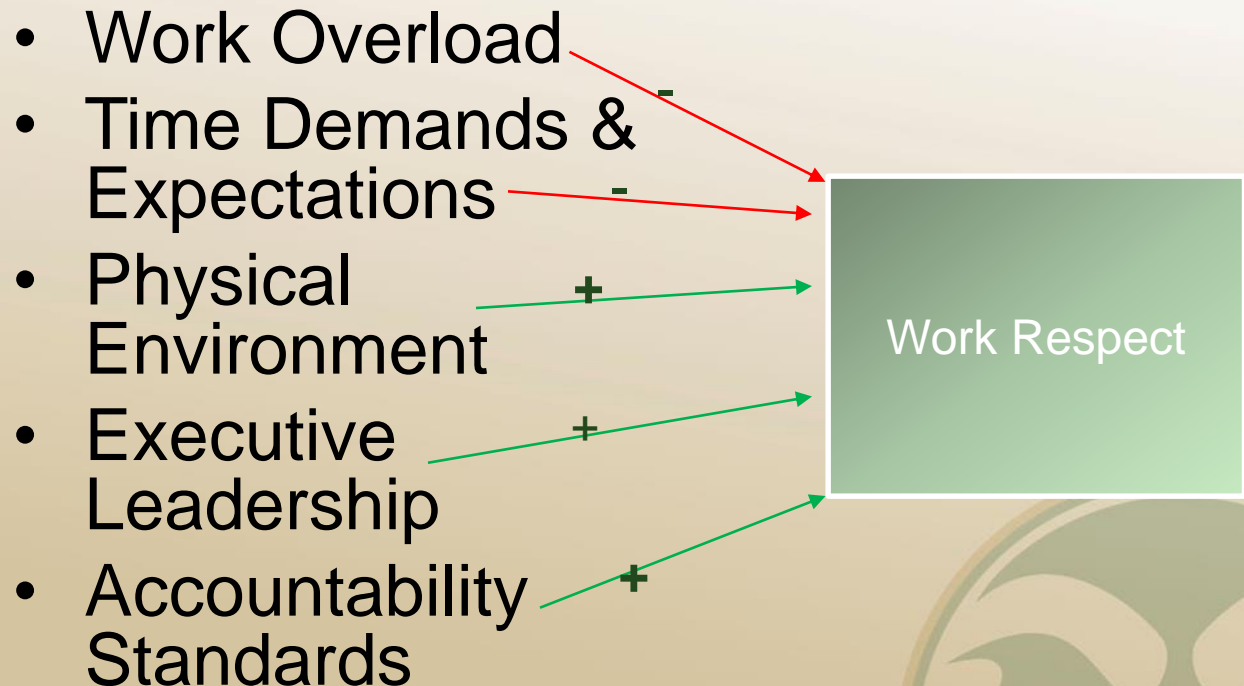 • Work Overload
-
• Time Demands &
Expectations
-
• Physical
Environment
+
• Executive
Leadership
+
• Accountability
Standards
+
Work Respect